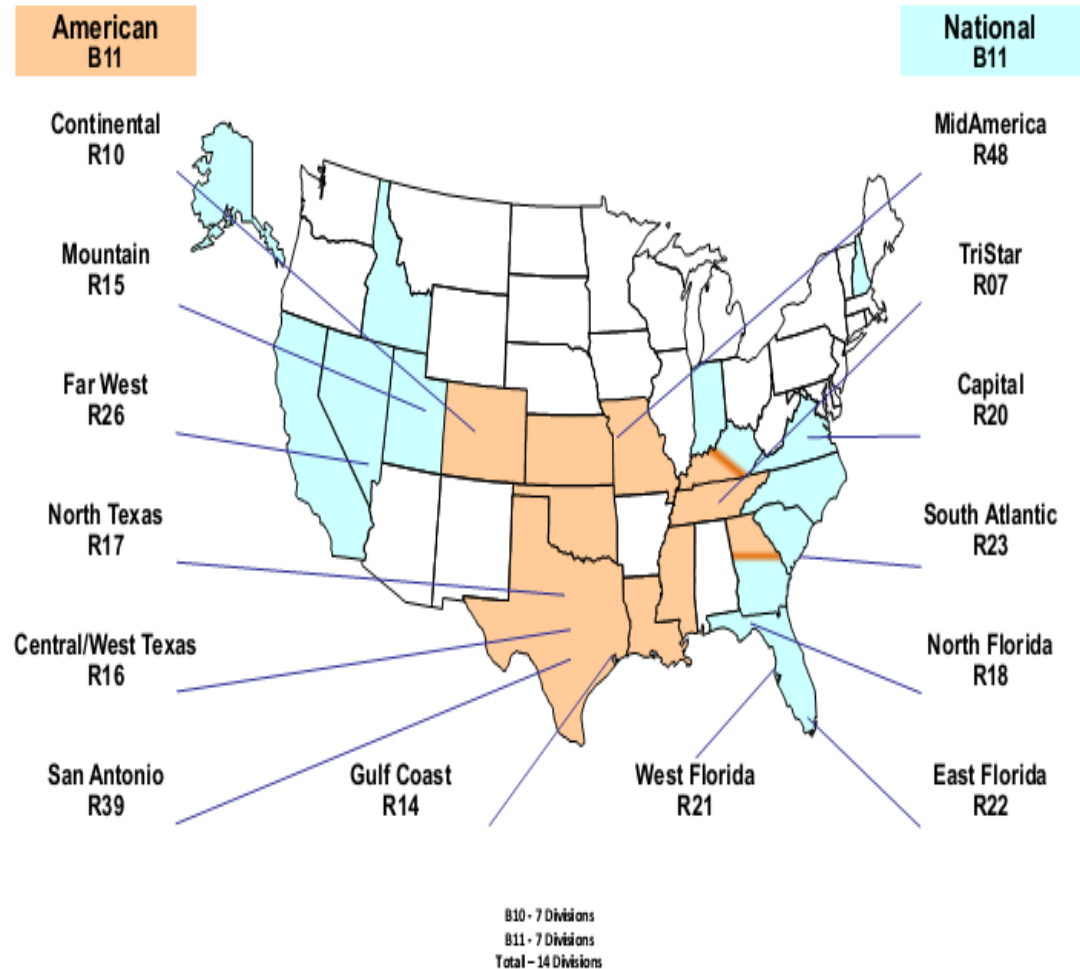 American
B11
National
B11
Continental
R10
MidAmerica
R48
Mountain
R15
TriStar
R07
Far West
R26
Capital
R20
North Texas
R17
South Atlantic
R23
Central/West Texas
R16
North Florida
R18
San Antonio
R39
Gulf Coast
R14
West Florida
R21
East Florida
R22
B10 - 7 Divisions
B11 - 7 Divisions
Total – 14 Divisions